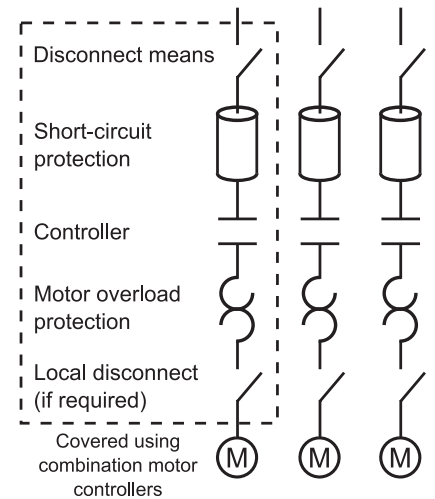 Disconnect means
Short-circuit
protection
Controller
Motor overload
protection
Local disconnect
(if required)
M M M
Covered using
combination motor
controllers